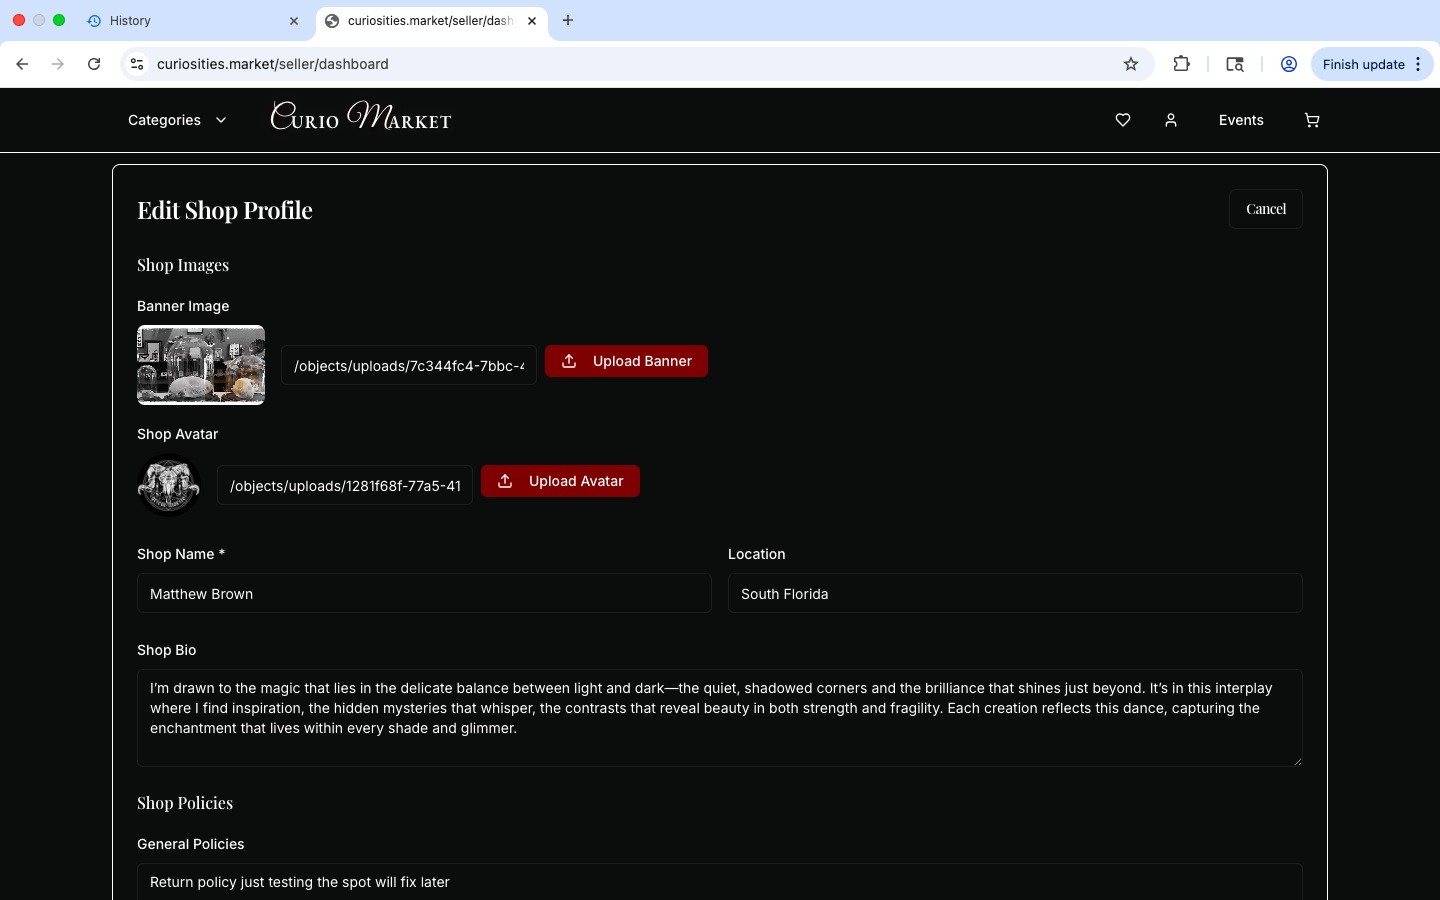 History
curiosities.market/seller/dash
curiosities.market/seller/dashboard
Finish update
Categories
Curio Market
Events
Edit Shop Profile
Cancel
Shop Images
Banner Image
/objects/uploads/7c344fc4-7bbc-4
Upload Banner
Shop Avatar
/objects/uploads/1281f68f-77a5-41
Upload Avatar
Shop Name *
Location
Matthew Brown
South Florida
Shop Bio
I’m drawn to the magic that lies in the delicate balance between light and dark—the quiet, shadowed corners and the brilliance that shines just beyond. It’s in this interplay
where I find inspiration, the hidden mysteries that whisper, the contrasts that reveal beauty in both strength and fragility. Each creation reflects this dance, capturing the
enchantment that lives within every shade and glimmer.
Shop Policies
General Policies
Return policy just testing the spot will fix later